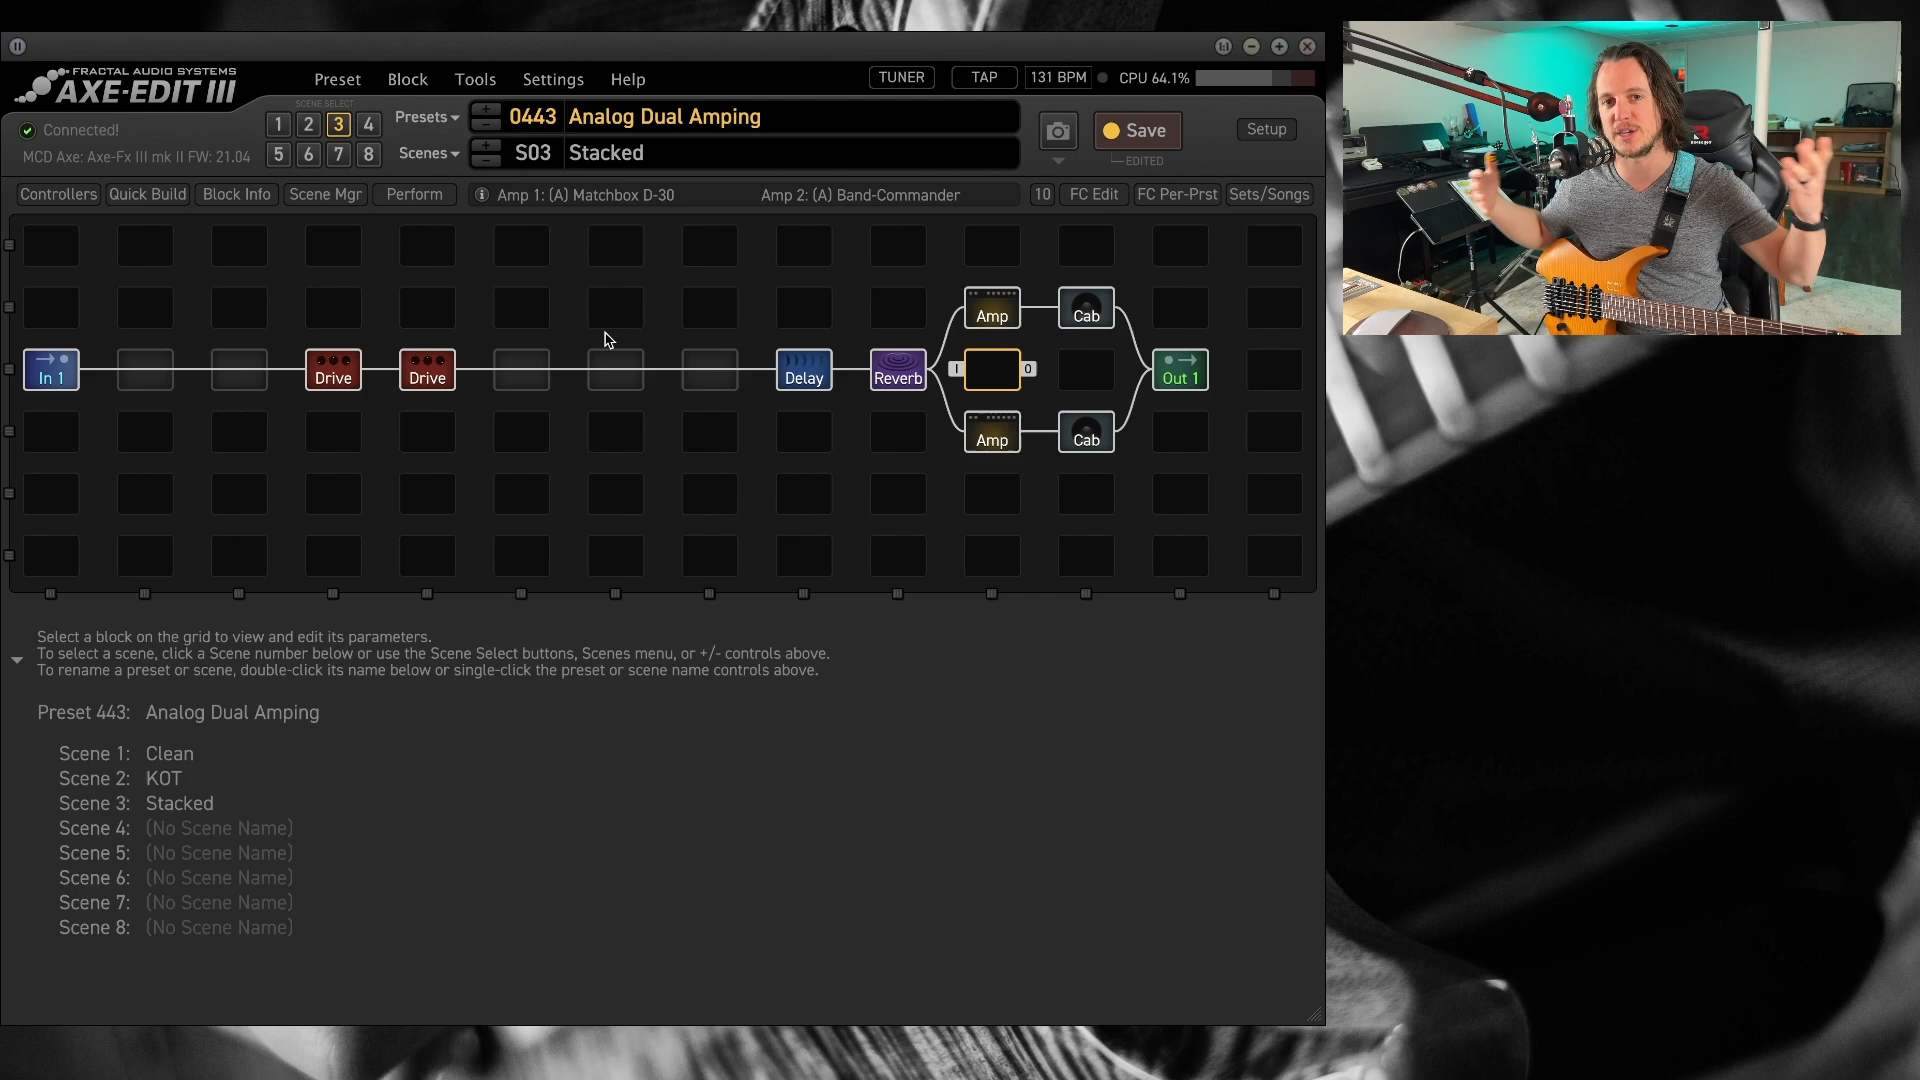 FRACTAL AUDIO SYSTEMS
AXE-EDIT III
Preset Block Tools Settings Help
TUNER TAP 131 BPM CPU 64.1%
Connected!
MCD Axe: Axe-Fx III mk II FW: 21.04
SCENE SELECT
1 2 3 4
5 6 7 8
Presets + - 0443 Analog Dual Amping
Scenes + - S03 Stacked
Save
EDITED
Setup
Controllers Quick Build Block Info Scene Mgr Perform
Amp 1: (A) Matchbox D-30 Amp 2: (A) Band-Commander
10 FC Edit FC Per-Prst Sets/Songs
Amp Cab
In 1 Drive Drive Delay Reverb I O Out 1
Amp Cab
Select a block on the grid to view and edit its parameters.
To select a scene, click a Scene number below or use the Scene Select buttons, Scenes menu, or +/- controls above.
To rename a preset or scene, double-click its name below or single-click the preset or scene name controls above.
Preset 443: Analog Dual Amping
Scene 1: Clean
Scene 2: KOT
Scene 3: Stacked
Scene 4: (No Scene Name)
Scene 5: (No Scene Name)
Scene 6: (No Scene Name)
Scene 7: (No Scene Name)
Scene 8: (No Scene Name)